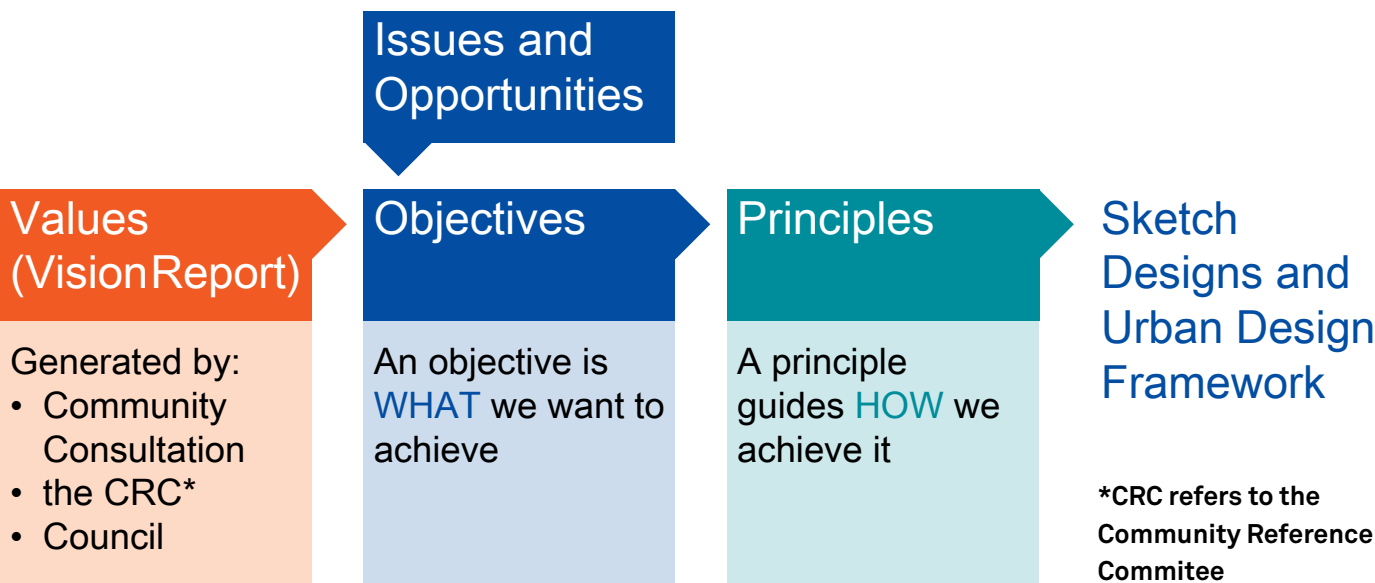 Issues and
Opportunities
Values
(Vision Report)
Generated by:
• Community
Consultation
• the CRC*
• Council
Objectives
An objective is
WHAT we want to
achieve
Principles
A principle
guides HOW we
achieve it
Sketch
Designs and
Urban Design
Framework
*CRC refers to the
Community Reference
Commitee